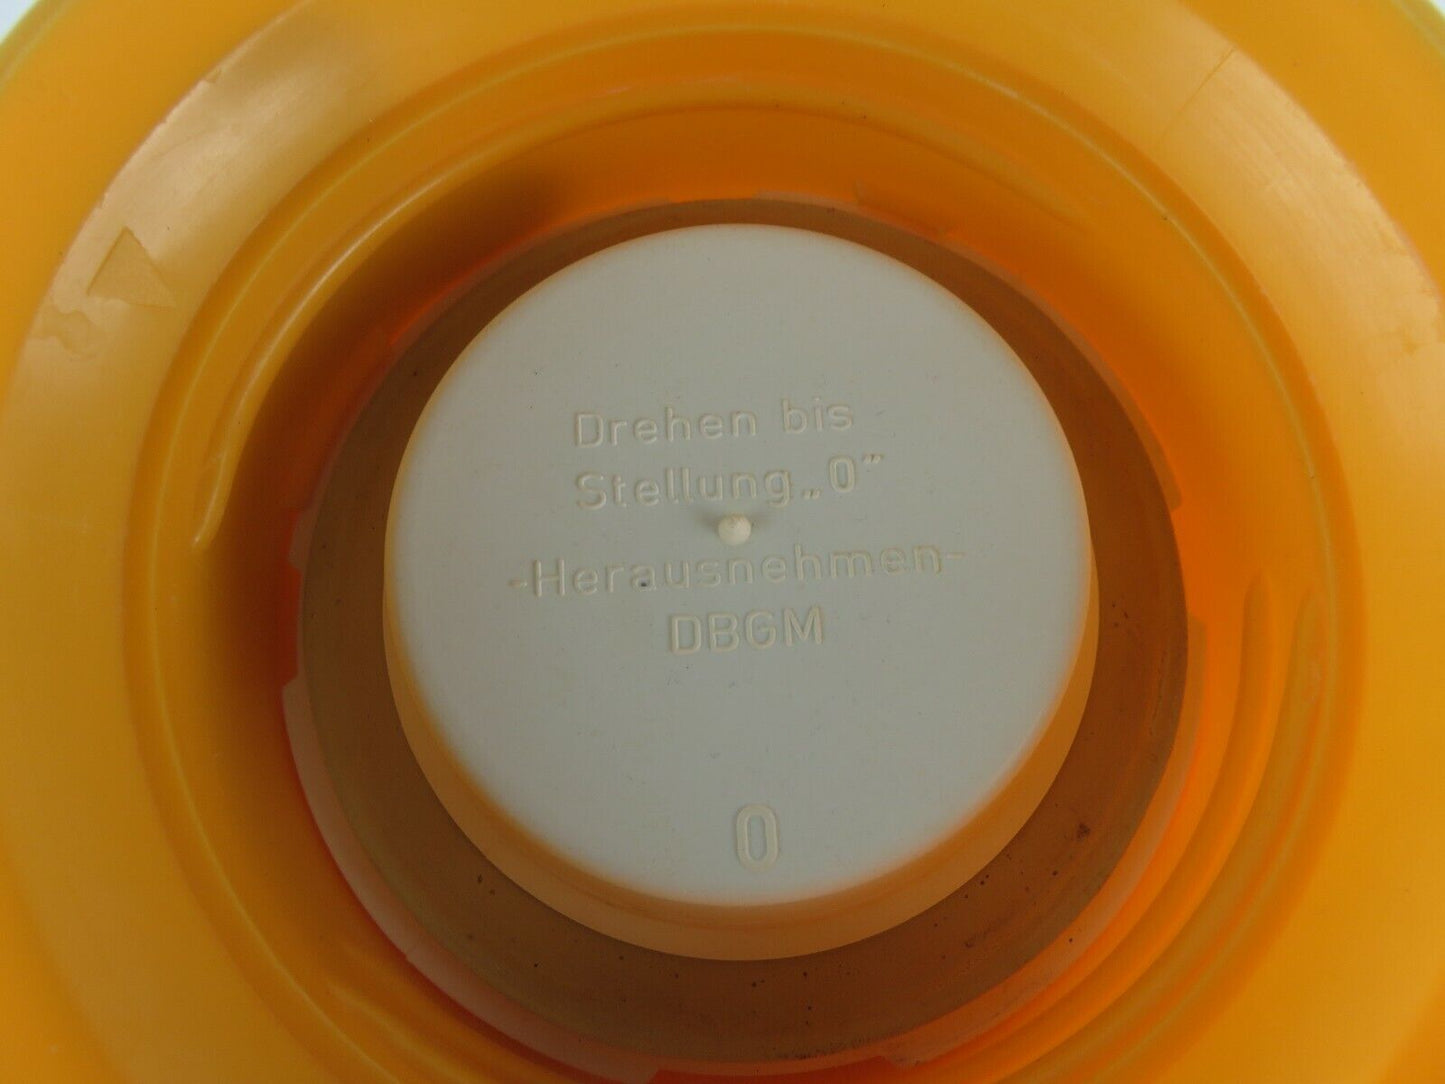 Drehen bis
Stellung „0”
-Herausnehmen-
DBGM
0